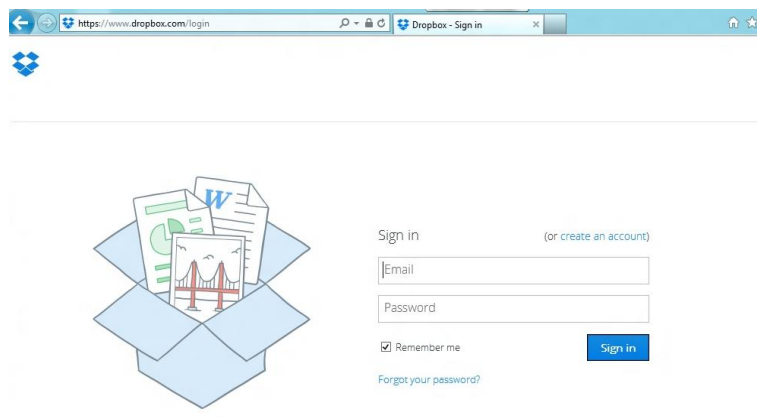 https://www.dropbox.com/login
Dropbox - Sign in
W
Sign in (or create an account)
Email
Password
Remember me Sign in
Forgot your password?